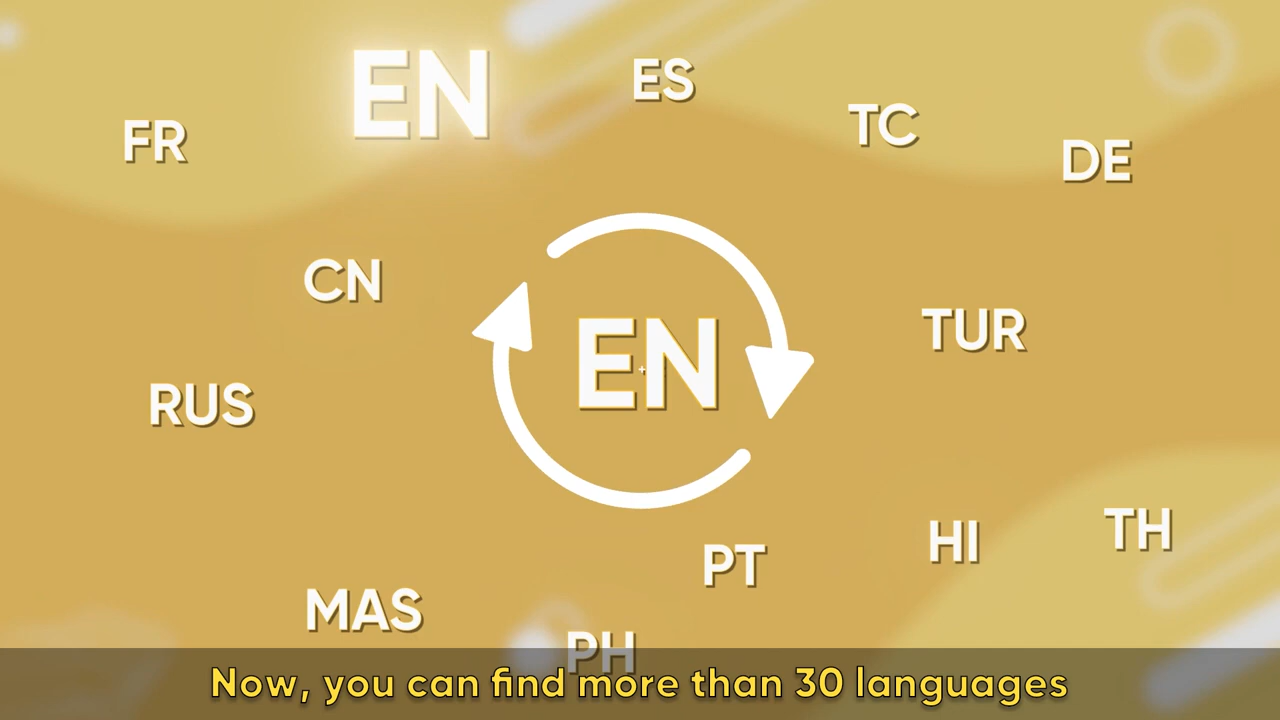 EN
ES
TC
FR
DE
CN
EN
TUR
RUS
HI
TH
PT
MAS
PH
Now, you can find more than 30 languages